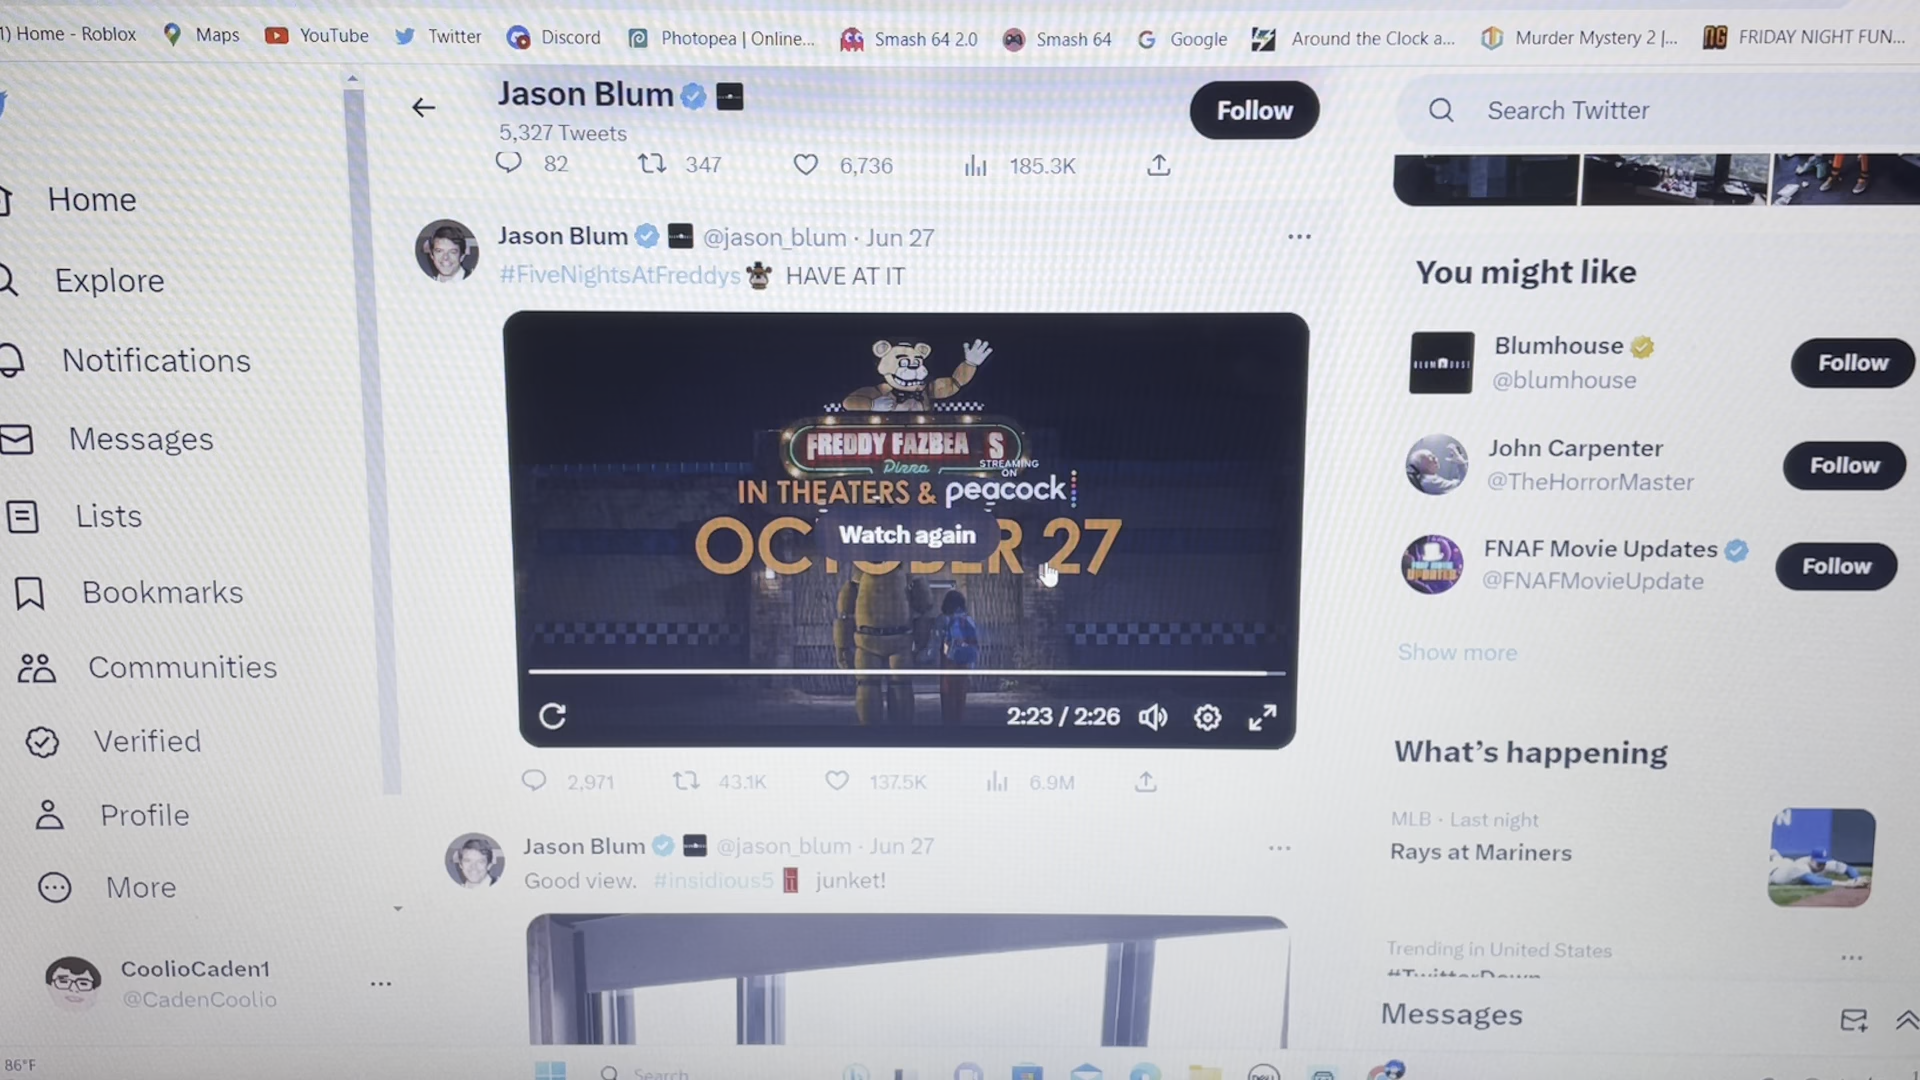 1) Home - Roblox
Maps
YouTube
Twitter
Discord
Photopea | Online...
Smash 64 2.0
Smash 64
Google
Around the Clock a...
Murder Mystery 2 |...
FRIDAY NIGHT FUN...
Jason Blum
5,327 Tweets
Follow
Search Twitter
82
347
6,736
185.3K
Home
Explore
Notifications
Messages
Lists
Bookmarks
Communities
Verified
Profile
More
CoolioCaden1
@CadenCoolio
Jason Blum @jason_blum · Jun 27
#FiveNightsAtFreddys HAVE AT IT
FREDDY FAZBEA S
Pizza
STREAMING
ON
IN THEATERS & peacock
OCTOBER 27
Watch again
2:23 / 2:26
2,971
43.1K
137.5K
6.9M
Jason Blum @jason_blum · Jun 27
Good view. #insidious5 junket!
You might like
BLUMHOUSE
Blumhouse
@blumhouse
Follow
John Carpenter
@TheHorrorMaster
Follow
FNAF Movie Updates
@FNAFMovieUpdate
Follow
Show more
What's happening
MLB · Last night
Rays at Mariners
Trending in United States
#TwitterDown
Messages
86°F
Search
DELL